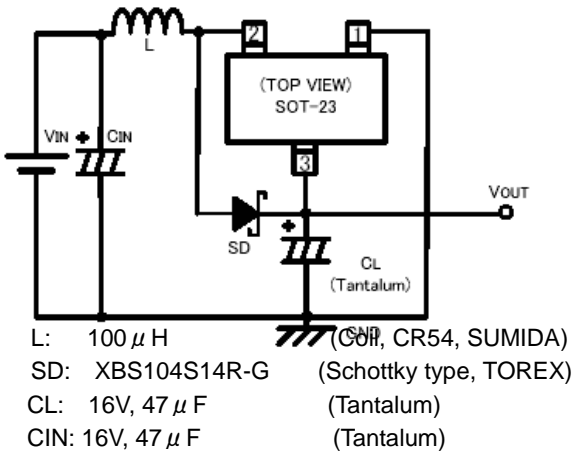 L
2
1
(TOP VIEW)
SOT-23
VIN + CIN
3
VOUT
SD
+
CL
(Tantalum)
GND
L: 100μH (Coil, CR54, SUMIDA)
SD: XBS104S14R-G (Schottky type, TOREX)
CL: 16V, 47μF (Tantalum)
CIN: 16V, 47μF (Tantalum)